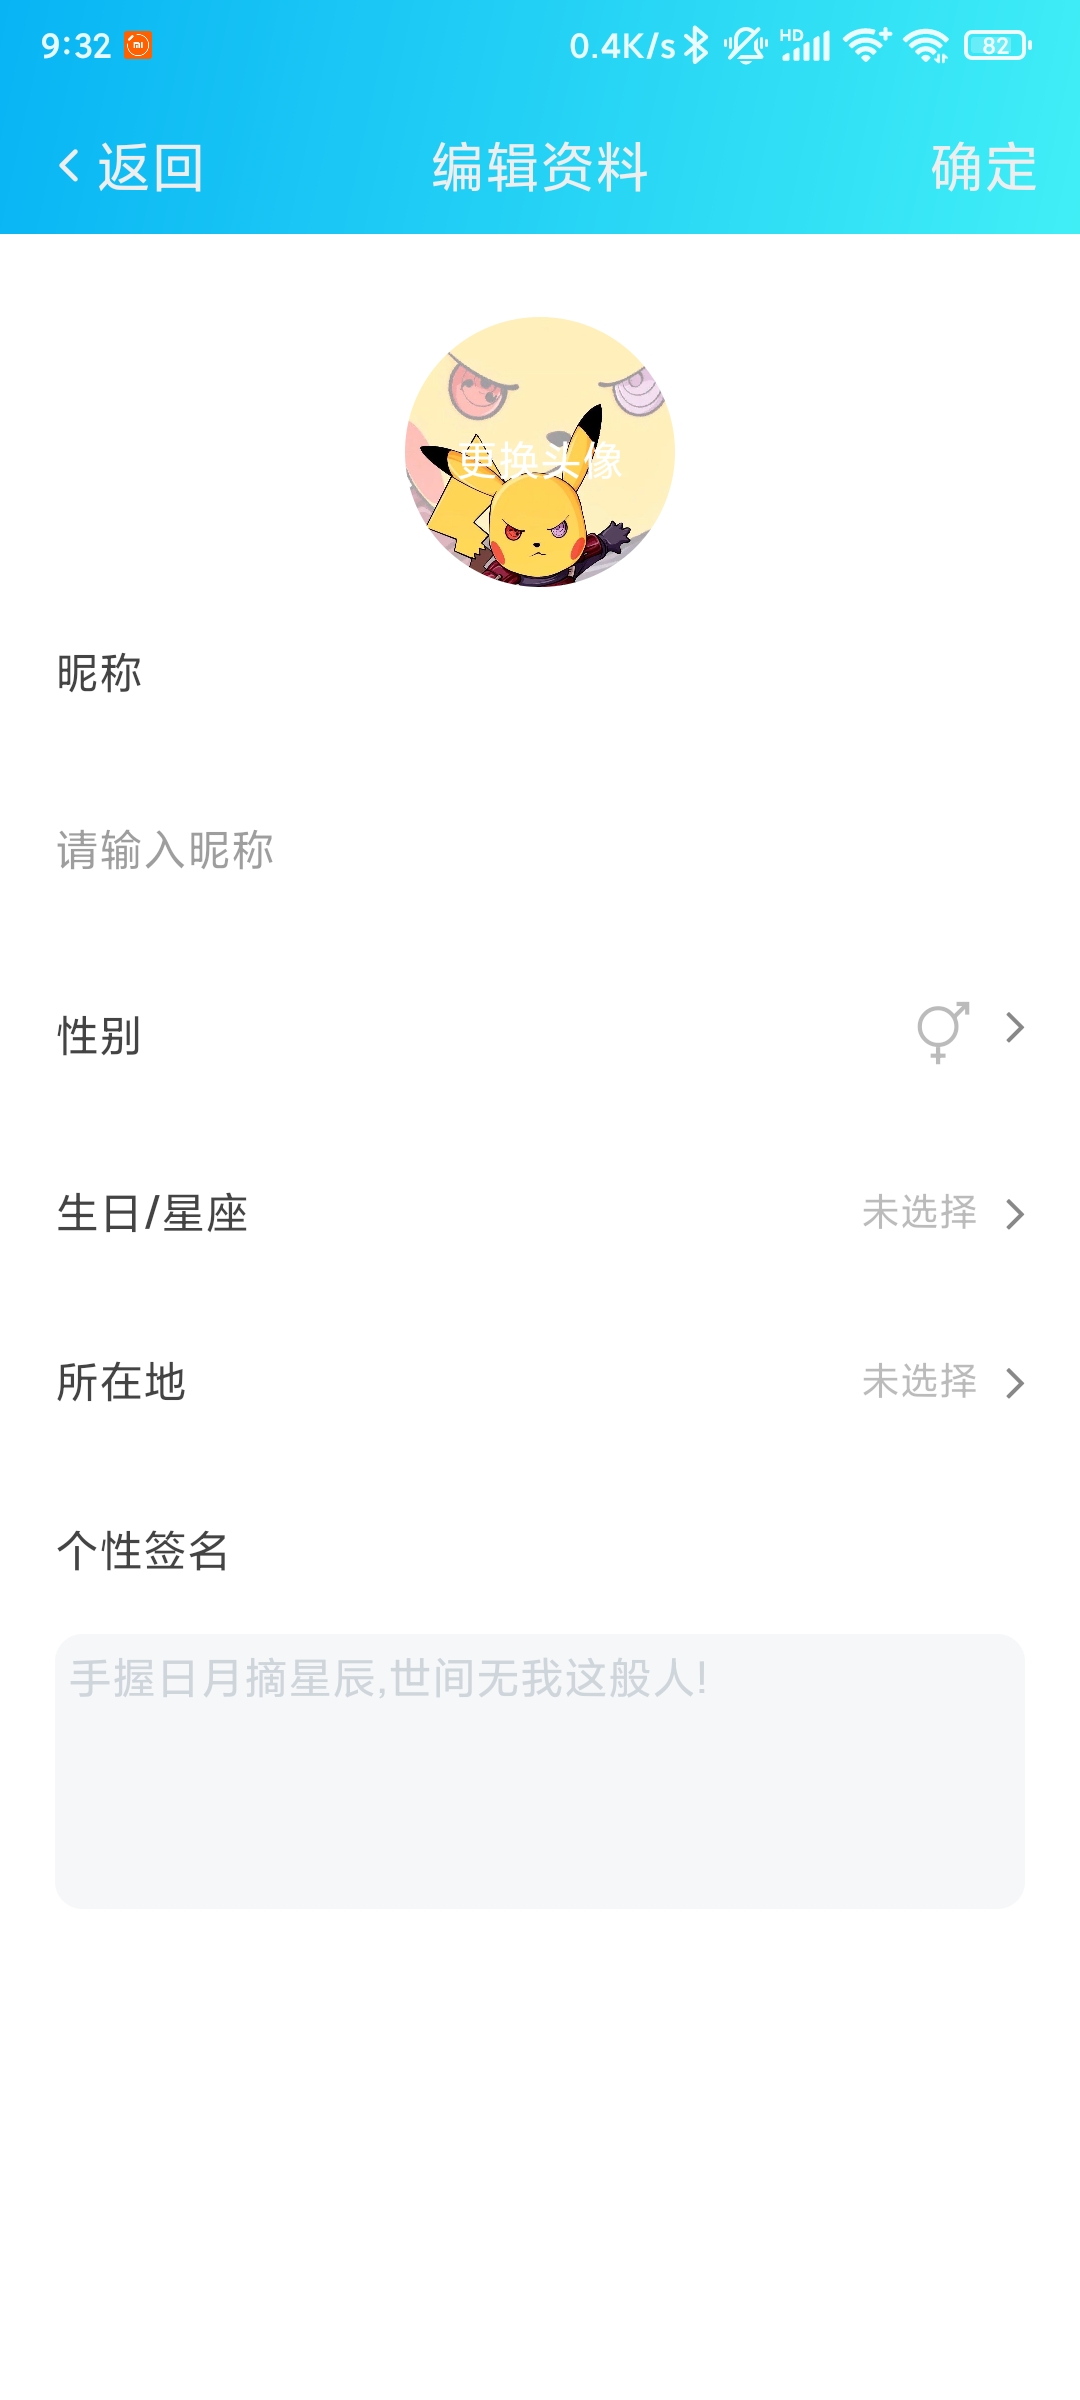 9:32 0.4K/s HD 82
返回 编辑资料 确定
更换头像
昵称
请输入昵称
性别
生日/星座 未选择
所在地 未选择
个性签名
手握日月摘星辰,世间无我这般人!